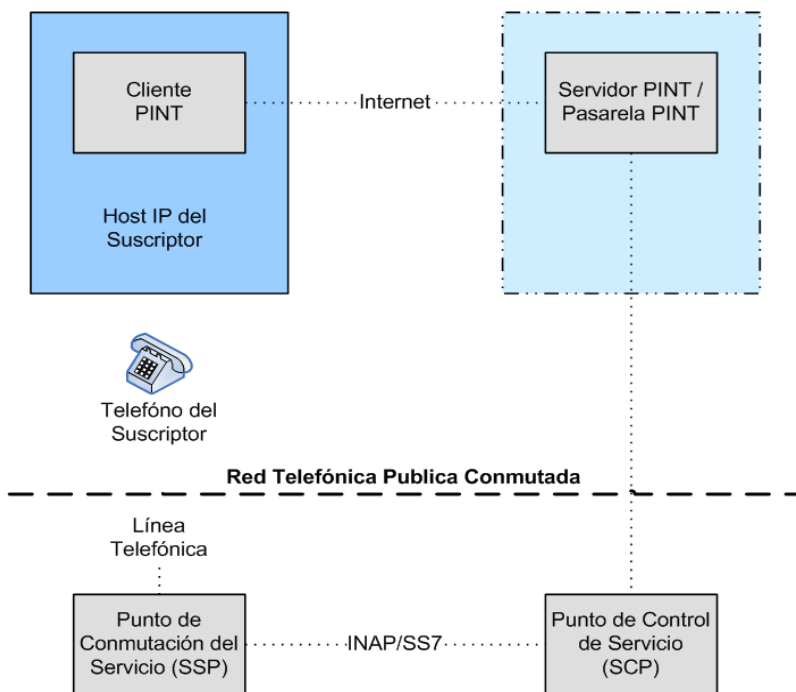 Cliente
PINT
Internet
Servidor PINT /
Pasarela PINT
Host IP del
Suscriptor
Telefóno del
Suscriptor
Red Telefónica Publica Conmutada
Línea
Telefónica
Punto de
Conmutación del
Servicio (SSP)
INAP/SS7
Punto de Control
de Servicio
(SCP)